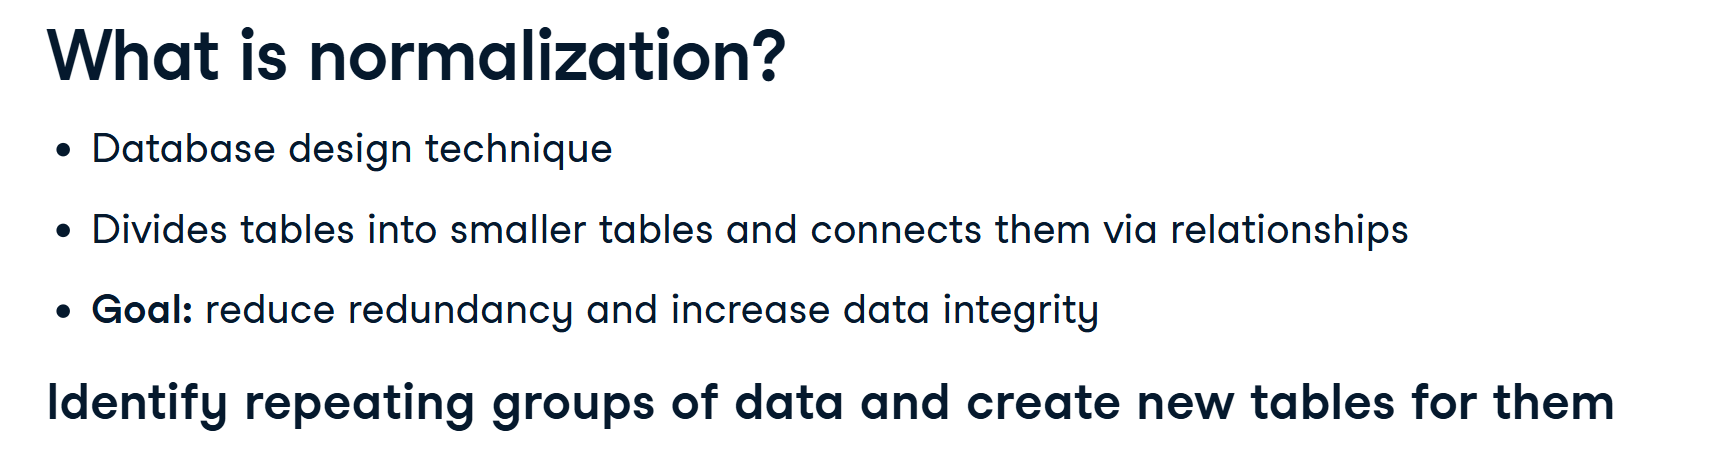 What is normalization?
• Database design technique
• Divides tables into smaller tables and connects them via relationships
• Goal: reduce redundancy and increase data integrity
Identify repeating groups of data and create new tables for them